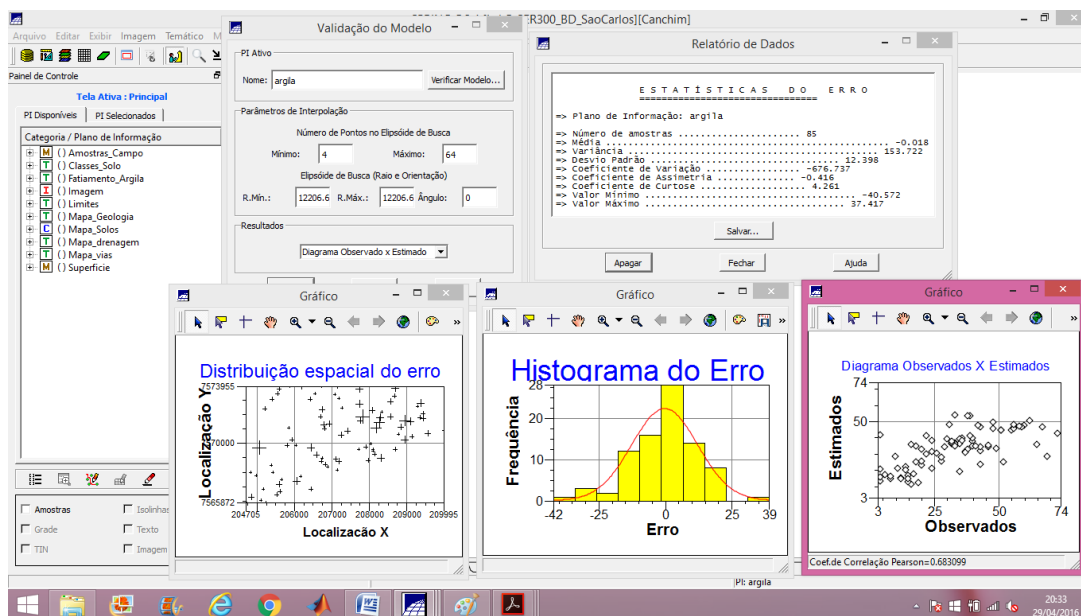 ER300_BD_SaoCarlos][Canchim]
Arquivo Editar Exibir Imagem Temático M
Painel de Controle
Tela Ativa : Principal
PI Disponíveis PI Selecionados
Categoria / Plano de Informação
M () Amostras_Campo
T () Classes_Solo
T () Fatiamento_Argila
I () Imagem
T () Limites
T () Mapa_Geologia
C () Mapa_Solos
T () Mapa_drenagem
T () Mapa_vias
M () Superficie
Amostras Isolinhas
Grade Texto
TIN Imagem
Validação do Modelo
PI Ativo
Nome: argila Verificar Modelo...
Parâmetros de Interpolação
Número de Pontos no Elipsóide de Busca
Mínimo: 4 Máximo: 64
Elipsóide de Busca (Raio e Orientação)
R.Mín.: 12206.6 R.Máx.: 12206.6 Ângulo: 0
Resultados
Diagrama Observado x Estimado
Relatório de Dados
E S T A T Í S T I C A S D O E R R O
===============================
=> Plano de Informação: argila
=> Número de amostras .................... 85
=> Média .................................................. -0.018
=> Variância ............................................ 153.722
=> Desvio Padrão ................................ 12.398
=> Coeficiente de Variação ................ -676.737
=> Coeficiente de Assimetria .............. -0.416
=> Coeficiente de Curtose .................. 4.261
=> Valor Mínimo ...................................... -40.572
=> Valor Máximo ...................................... 37.417
Salvar...
Apagar Fechar Ajuda
Gráfico
Distribuição espacial do erro
Localização Y
7573955
7565872
204705 206000 207000 208000 209000 209995
Localização X
Gráfico
Histograma do Erro
Frequência
28
20
10
0
-42 -25 0 25 39
Erro
Gráfico
Diagrama Observados X Estimados
Estimados
74
50
3
3 25 50 74
Observados
Coef.de Correlação Pearson=0.683099
PI: argila
20:33
29/04/2016